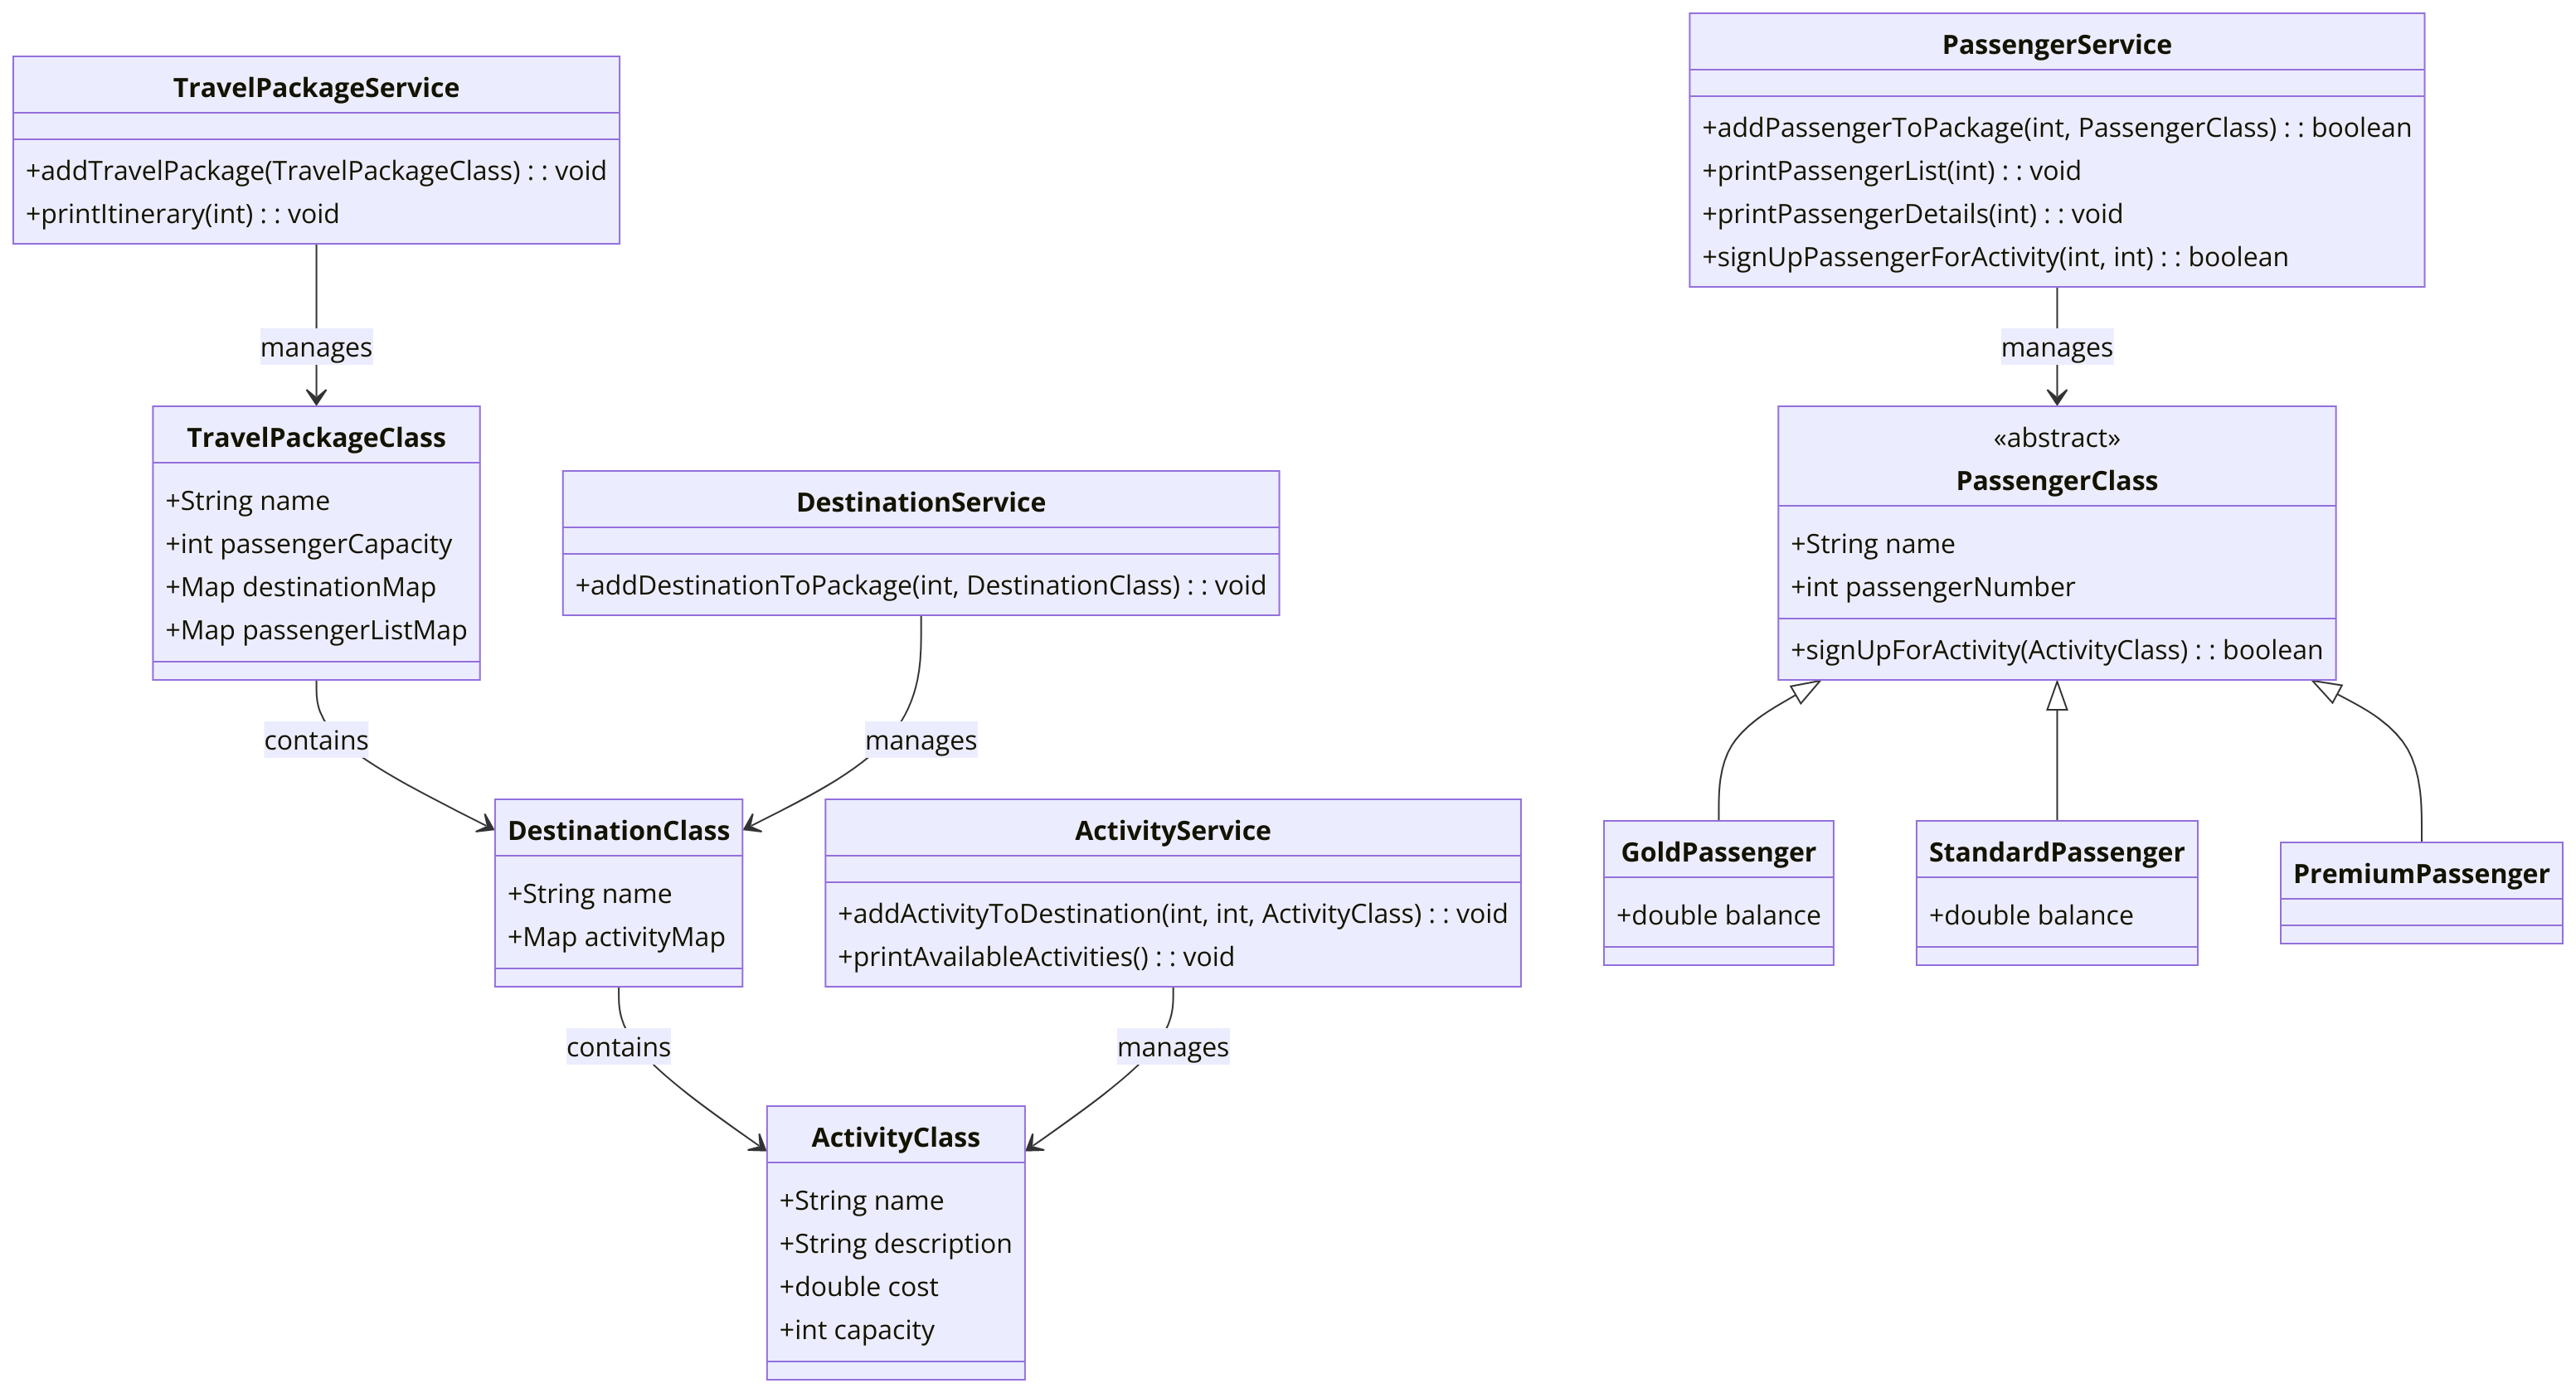 TravelPackageService
+addTravelPackage(TravelPackageClass) : : void
+printItinerary(int) : : void
manages
TravelPackageClass
+String name
+int passengerCapacity
+Map destinationMap
+Map passengerListMap
contains
DestinationService
+addDestinationToPackage(int, DestinationClass) : : void
manages
DestinationClass
+String name
+Map activityMap
contains
ActivityService
+addActivityToDestination(int, int, ActivityClass) : : void
+printAvailableActivities() : : void
manages
ActivityClass
+String name
+String description
+double cost
+int capacity
PassengerService
+addPassengerToPackage(int, PassengerClass) : : boolean
+printPassengerList(int) : : void
+printPassengerDetails(int) : : void
+signUpPassengerForActivity(int, int) : : boolean
manages
«abstract»
PassengerClass
+String name
+int passengerNumber
+signUpForActivity(ActivityClass) : : boolean
GoldPassenger
+double balance
StandardPassenger
+double balance
PremiumPassenger